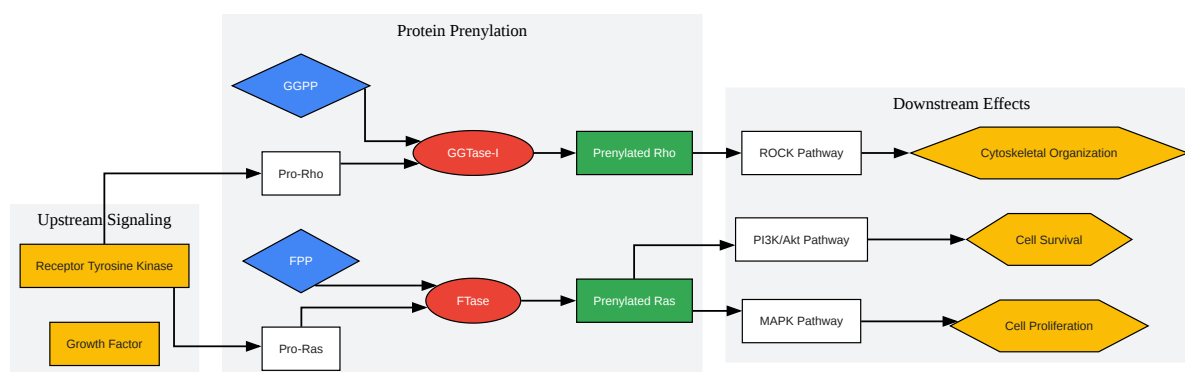 Protein Prenylation
GGPP
GGTase-I
Prenylated Rho
Pro-Rho
FPP
FTase
Prenylated Ras
Pro-Ras
Upstream Signaling
Receptor Tyrosine Kinase
Growth Factor
Downstream Effects
ROCK Pathway
Cytoskeletal Organization
PI3K/Akt Pathway
Cell Survival
MAPK Pathway
Cell Proliferation